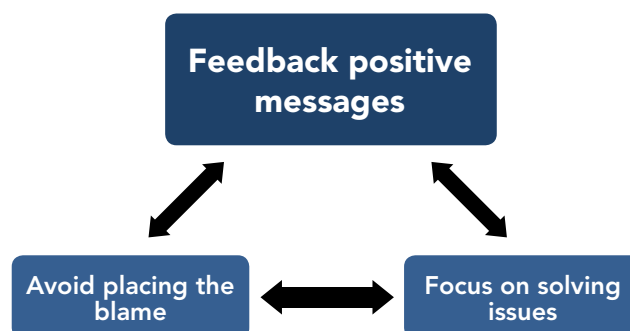 Feedback positive
messages
Avoid placing the
blame
Focus on solving
issues